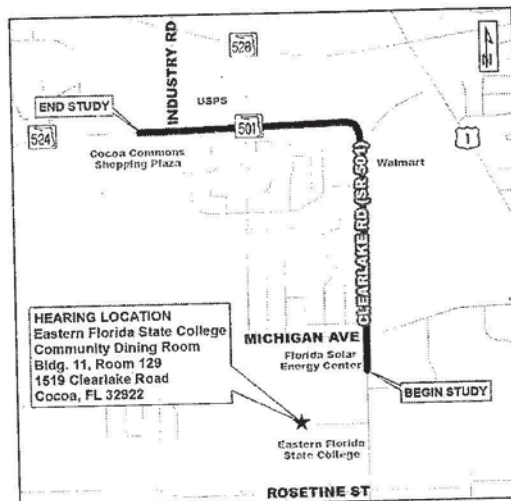 INDUSTRY RD
528
END STUDY
USPS
501
524
Cocoa Commons
Shopping Plaza
1
Walmart
N
CLEARLAKE RD (SR 501)
HEARING LOCATION
Eastern Florida State College
Community Dining Room
Bldg. 11, Room 129
1519 Clearlake Road
Cocoa, FL 32922
MICHIGAN AVE
Florida Solar
Energy Center
BEGIN STUDY
Eastern Florida
State College
ROSETINE ST